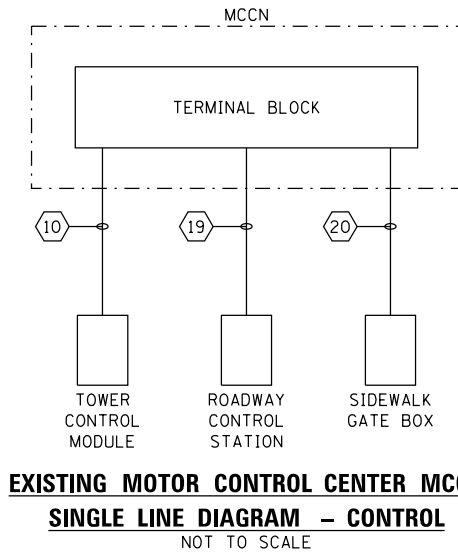 MCCN
TERMINAL BLOCK
10
19
20
TOWER
CONTROL
MODULE
ROADWAY
CONTROL
STATION
SIDEWALK
GATE BOX
EXISTING MOTOR CONTROL CENTER
SINGLE LINE DIAGRAM – CONTROL
NOT TO SCALE